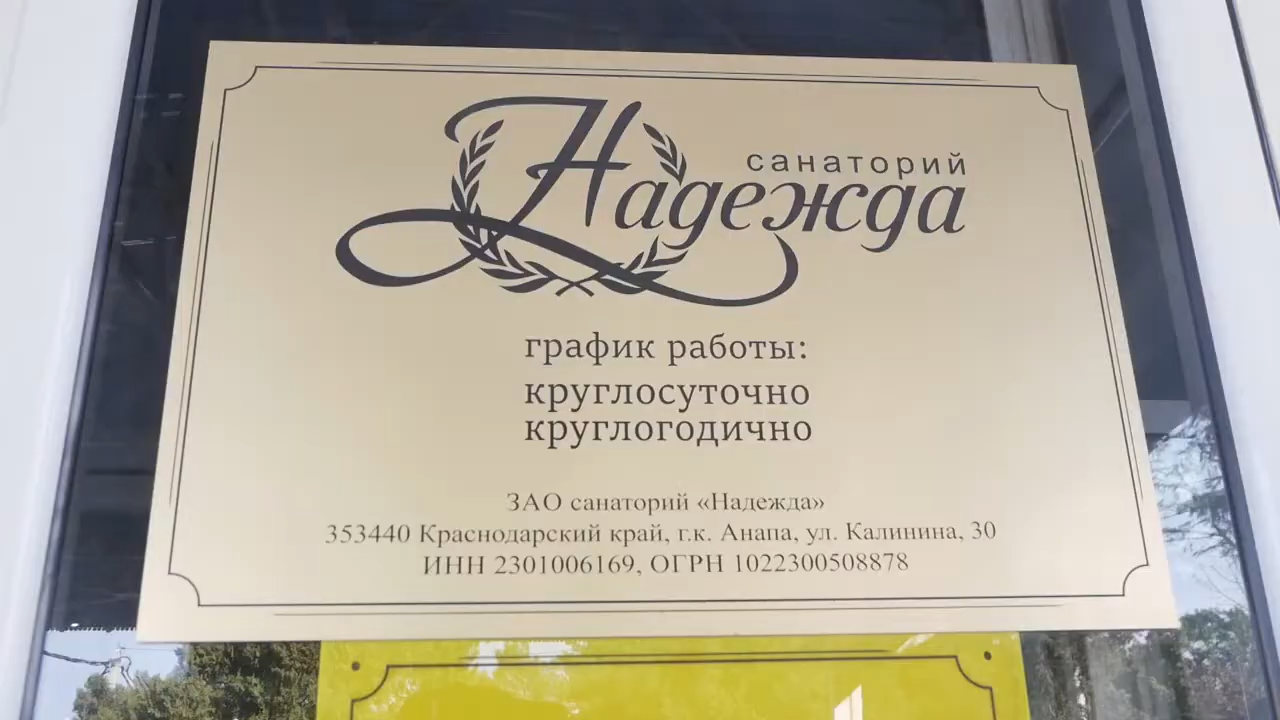 санаторий
Надежда
график работы:
круглосуточно
круглогодично
ЗАО санаторий «Надежда»
353440 Краснодарский край, г.к. Анапа, ул. Калинина, 30
ИНН 2301006169, ОГРН 1022300508878